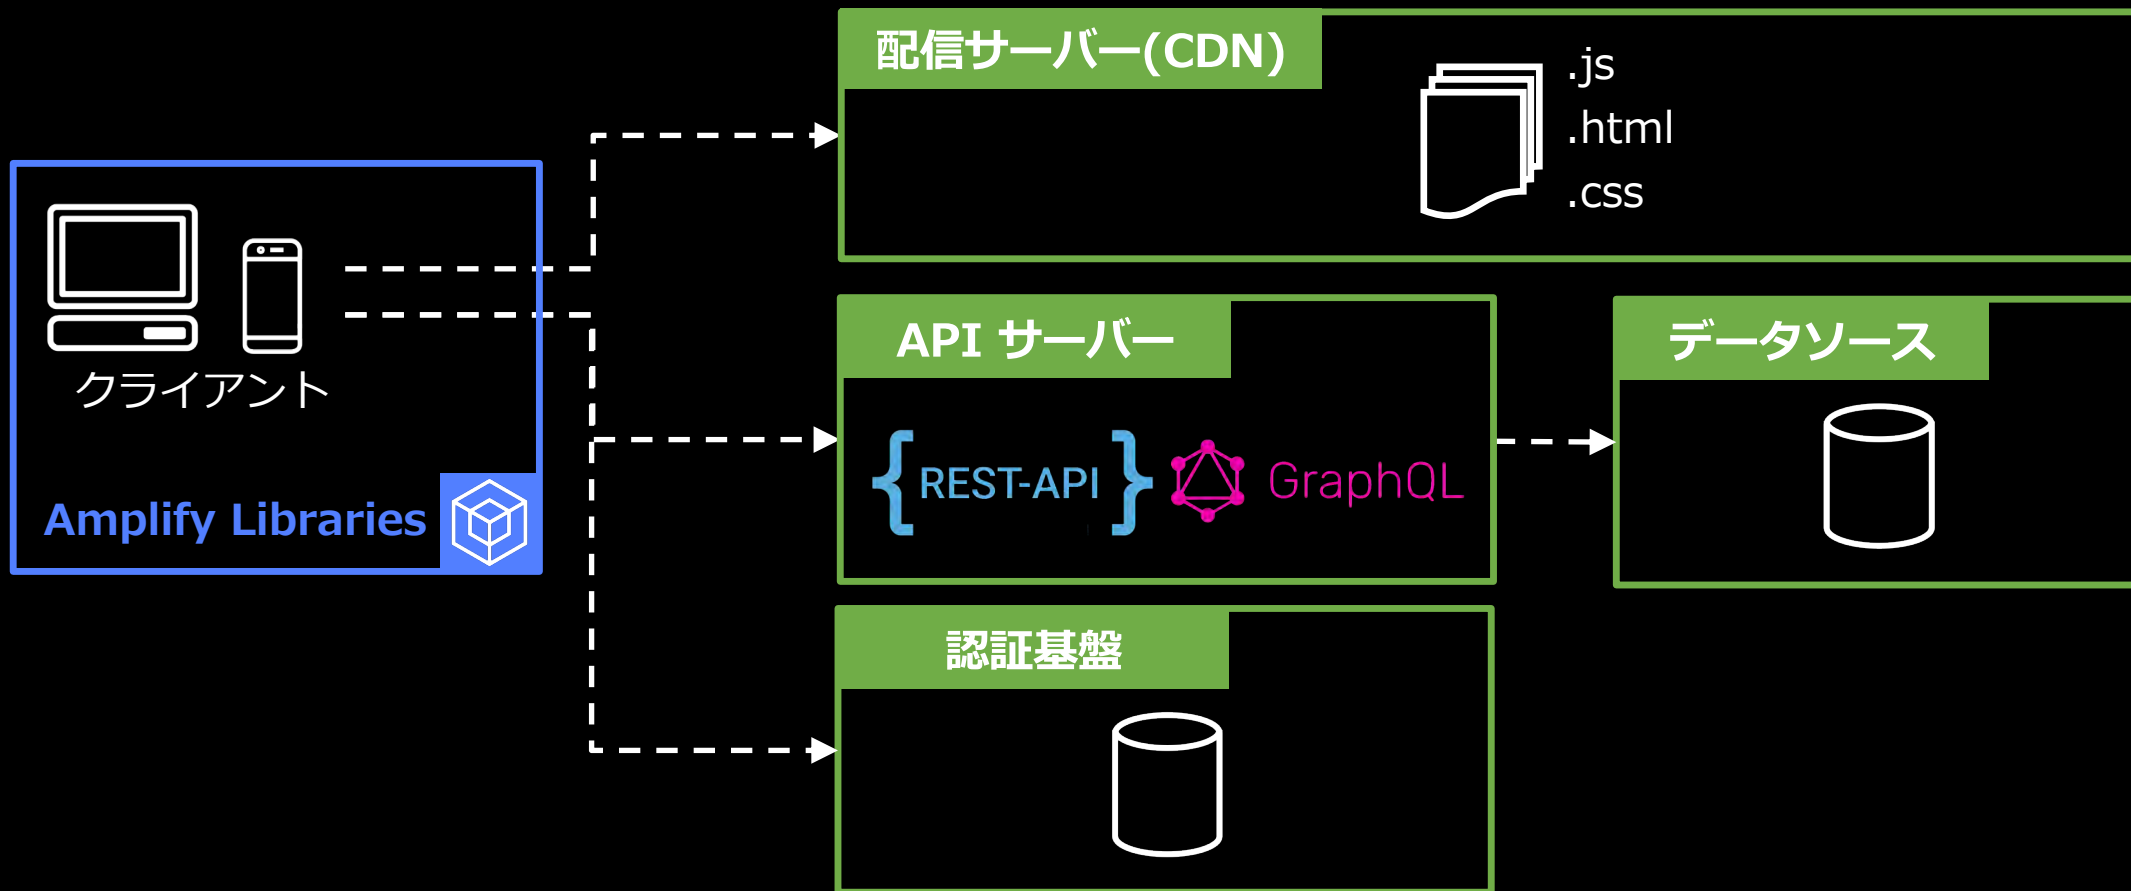 配信サーバー(CDN)
.js
.html
.css
クライアント
Amplify Libraries
API サーバー
{REST-API}
GraphQL
データソース
認証基盤